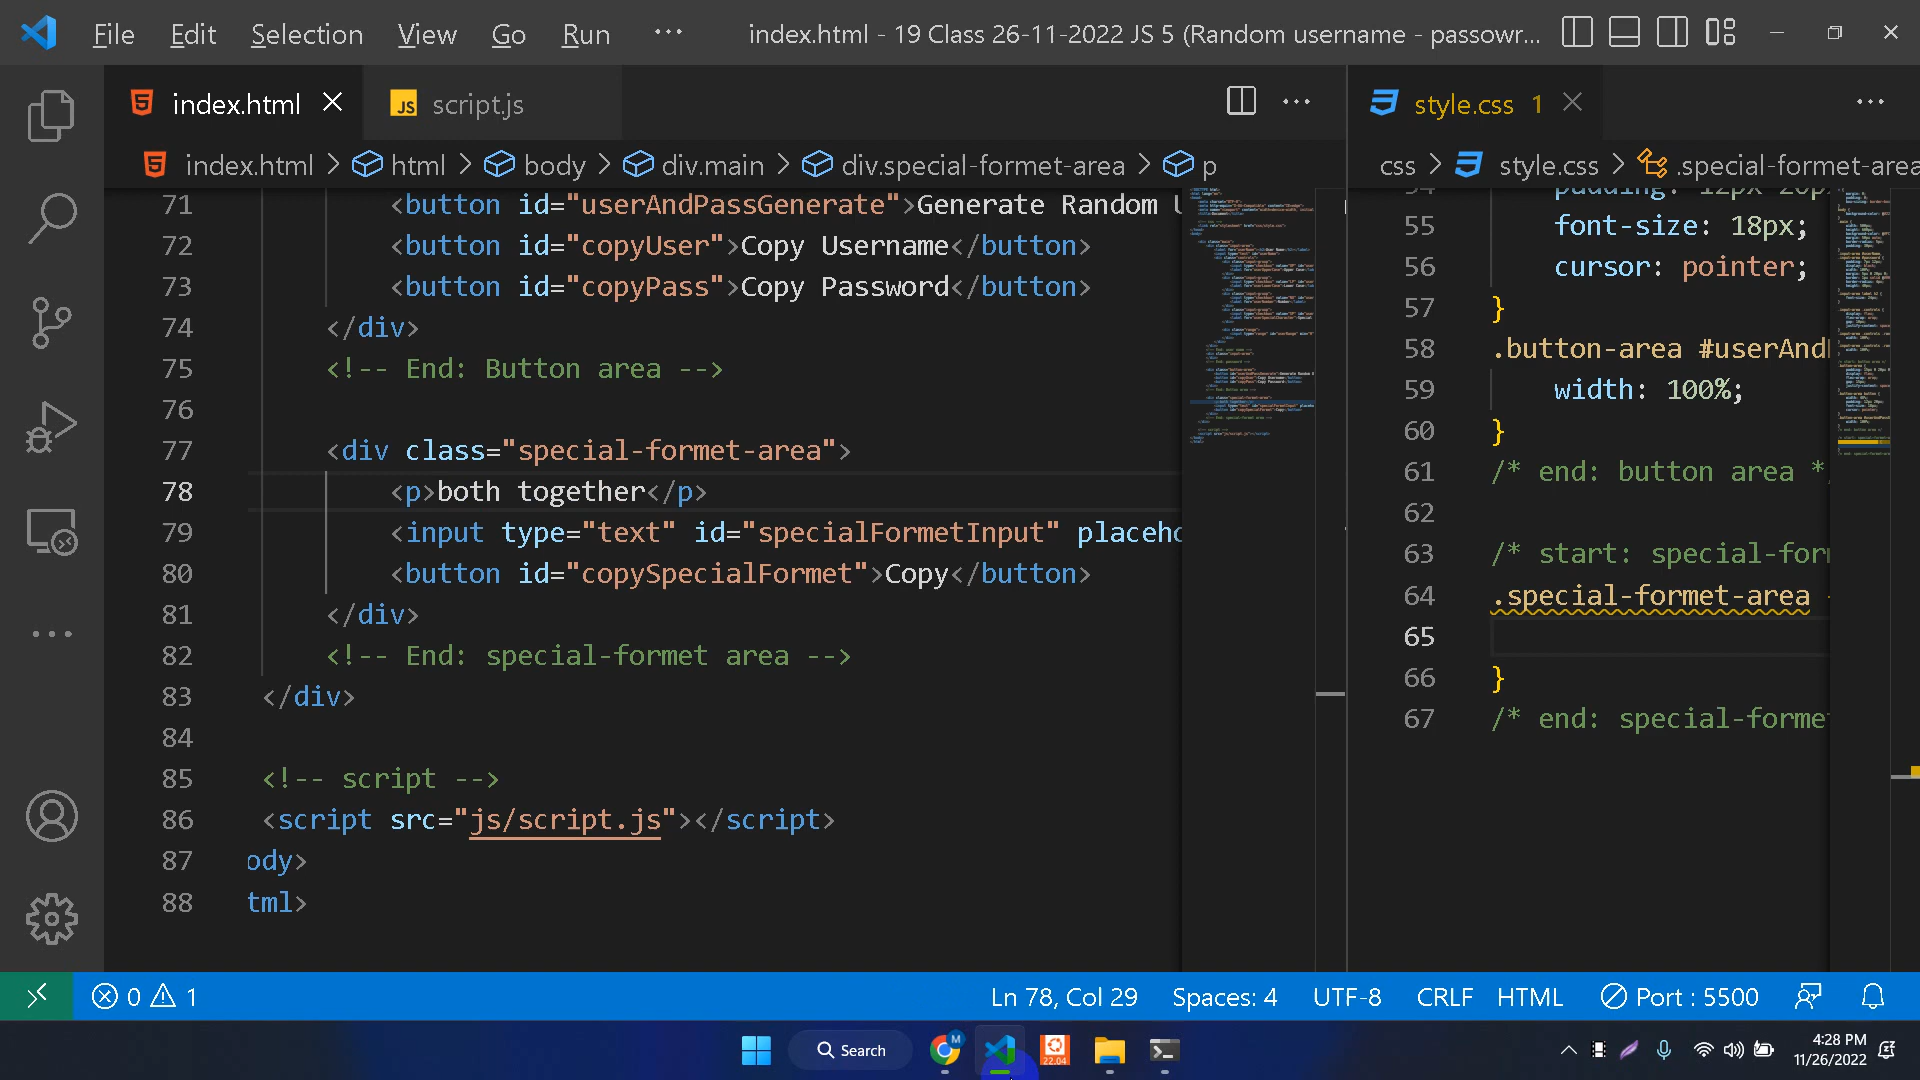 File Edit Selection View Go Run ··· index.html - 19 Class 26-11-2022 JS 5 (Random username - passowr...
index.html script.js
style.css 1
index.html > html > body > div.main > div.special-formet-area > p
css > style.css > .special-formet-area
71 <button id="userAndPassGenerate">Generate Random
72 <button id="copyUser">Copy Username</button>
73 <button id="copyPass">Copy Password</button>
74 </div>
75 <!-- End: Button area -->
76
77 <div class="special-formet-area">
78 <p>both together</p>
79 <input type="text" id="specialFormetInput" placeho
80 <button id="copySpecialFormet">Copy</button>
81 </div>
82 <!-- End: special-formet area -->
83 </div>
84
85 <!-- script -->
86 <script src="js/script.js"></script>
87 ody>
88 tml>
54 padding: 12px 20px
55 font-size: 18px;
56 cursor: pointer;
57 }
58 .button-area #userAnd
59 width: 100%;
60 }
61 /* end: button area *
62
63 /* start: special-for
64 .special-formet-area
65
66 }
67 /* end: special-forme
0 1
Ln 78, Col 29 Spaces: 4 UTF-8 CRLF HTML Port : 5500
Search
M
22.04
4:28 PM
11/26/2022